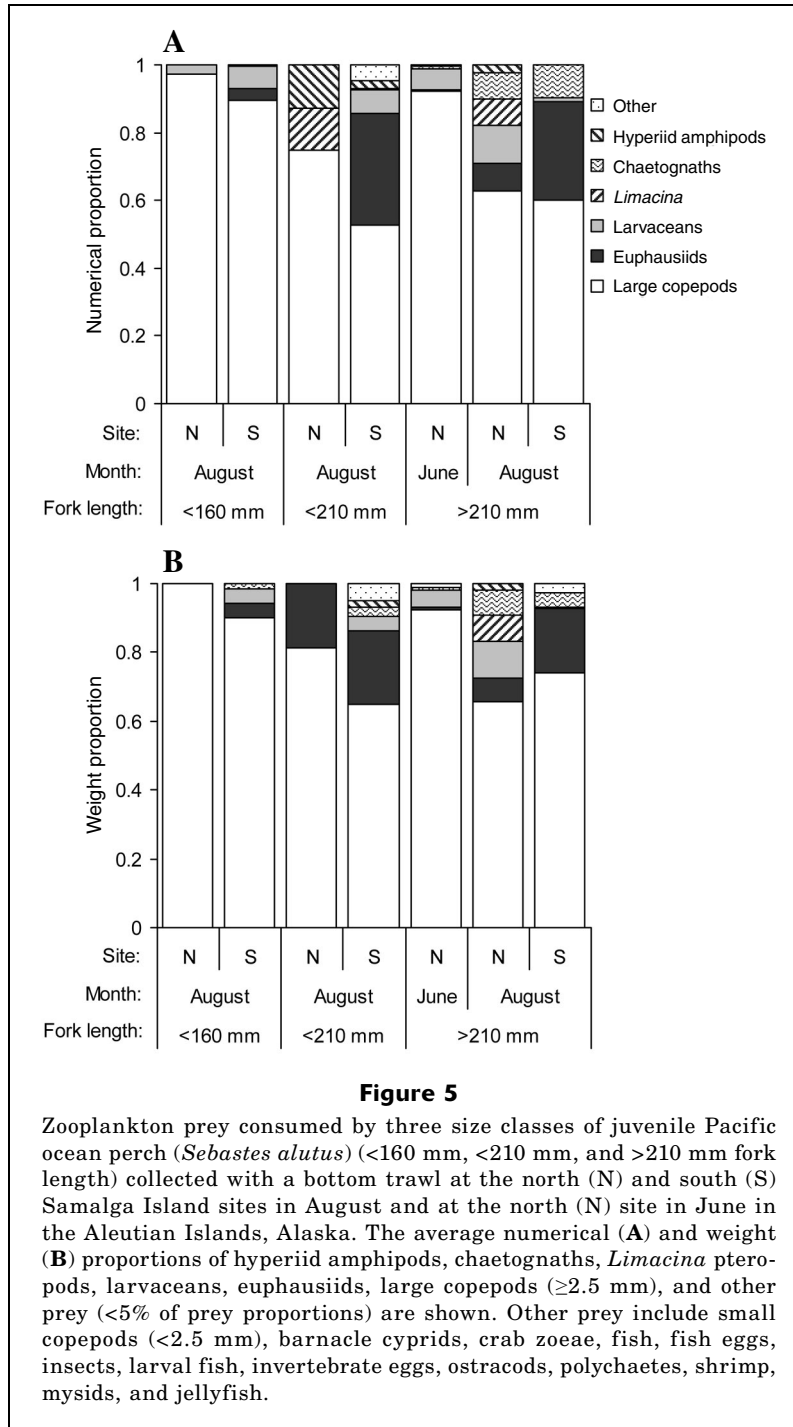 A
1
0.8
0.6
0.4
0.2
0
Numerical proportion
Other
Hyperiid amphipods
Chaetognaths
Limacina
Larvaceans
Euphausiids
Large copepods
Site: N S N S N N S
Month: August August June August
Fork length: <160 mm <210 mm >210 mm
B
1
0.8
0.6
0.4
0.2
0
Weight proportion
Site: N S N S N N S
Month: August August June August
Fork length: <160 mm <210 mm >210 mm
Figure 5
Zooplankton prey consumed by three size classes of juvenile Pacific
ocean perch (Sebastes alutus) (<160 mm, <210 mm, and >210 mm fork
length) collected with a bottom trawl at the north (N) and south (S)
Samalga Island sites in August and at the north (N) site in June in
the Aleutian Islands, Alaska. The average numerical (A) and weight
(B) proportions of hyperiid amphipods, chaetognaths, Limacina ptero-
pods, larvaceans, euphausiids, large copepods (≥2.5 mm), and other
prey (<5% of prey proportions) are shown. Other prey include small
copepods (<2.5 mm), barnacle cyprids, crab zoeae, fish, fish eggs,
insects, larval fish, invertebrate eggs, ostracods, polychaetes, shrimp,
mysids, and jellyfish.